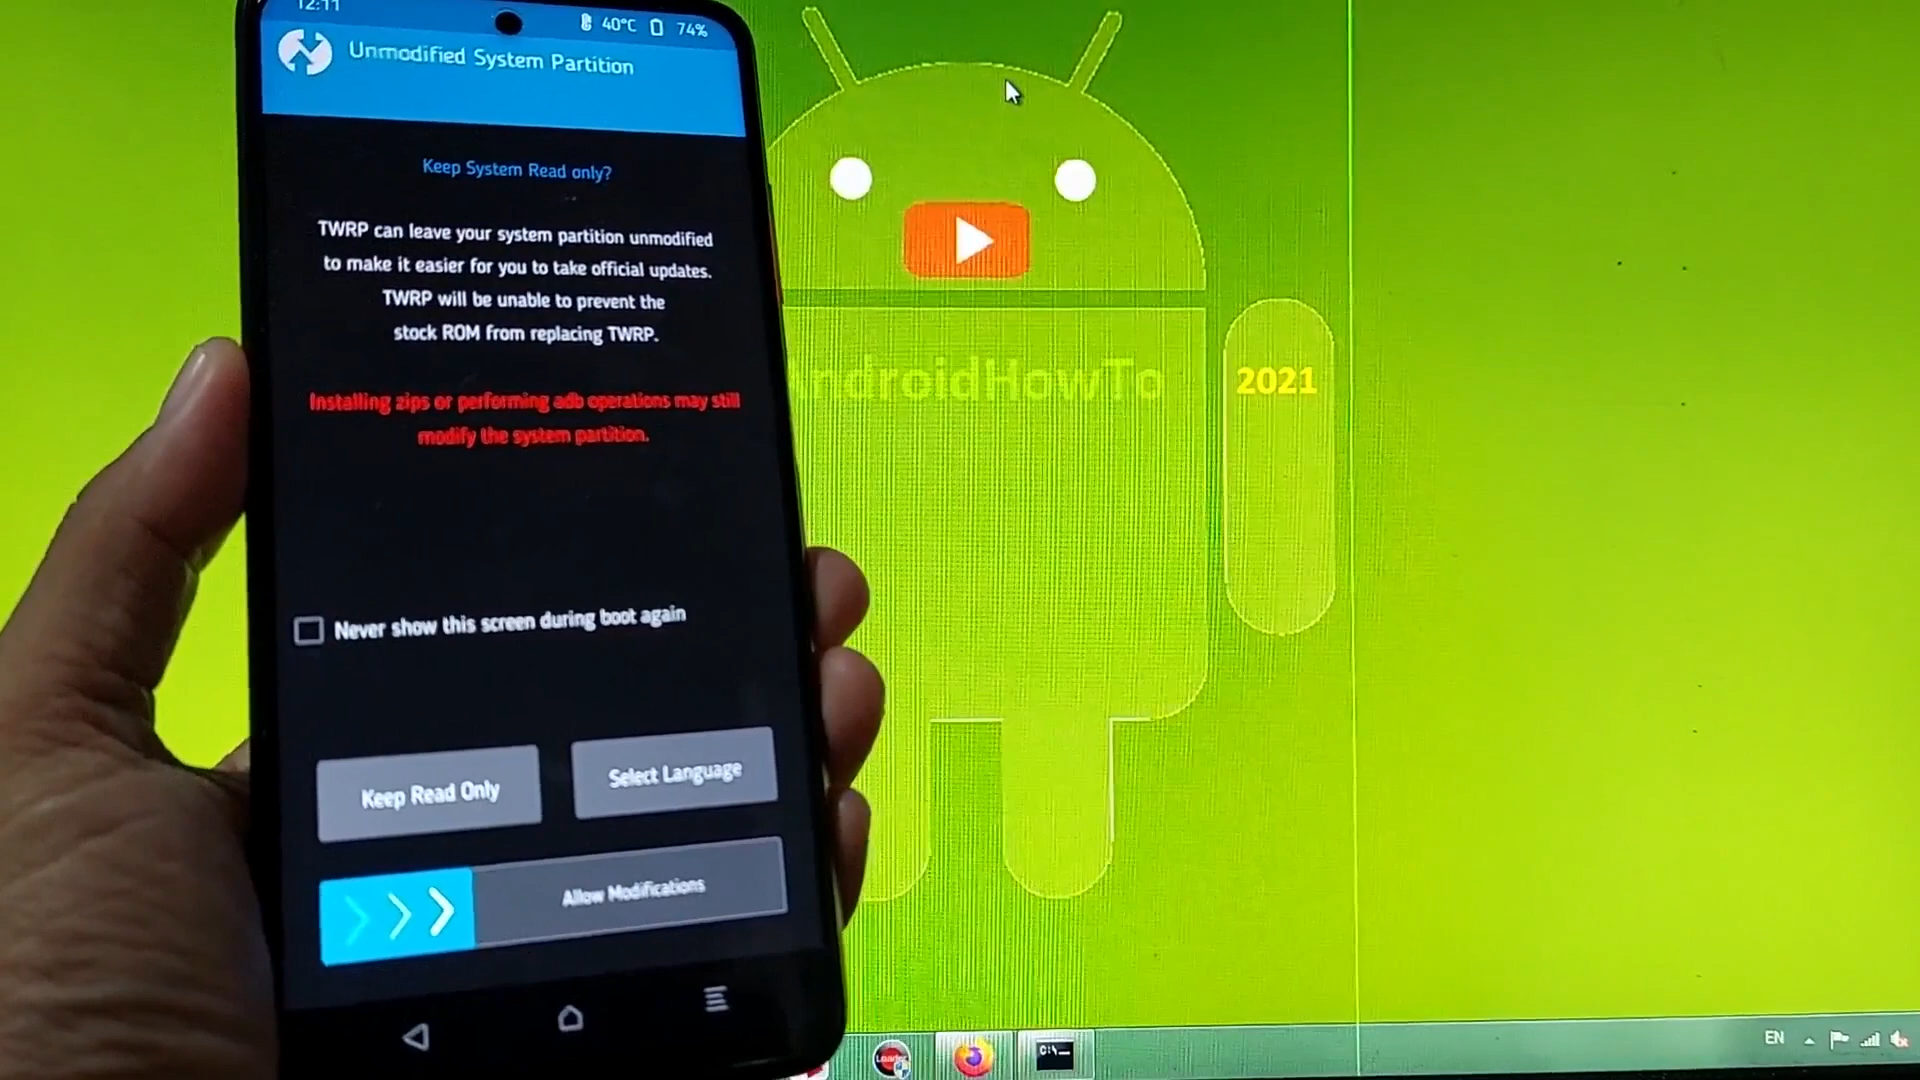 12:11
40°C
74%
Unmodified System Partition
Keep System Read only?
TWRP can leave your system partition unmodified
to make it easier for you to take official updates.
TWRP will be unable to prevent the
stock ROM from replacing TWRP.
Installing zips or performing adb operations may still
modify the system partition.
Never show this screen during boot again
Keep Read Only
Select Language
Allow Modifications
ndroidHowTo
2021
Loader
C:\
EN